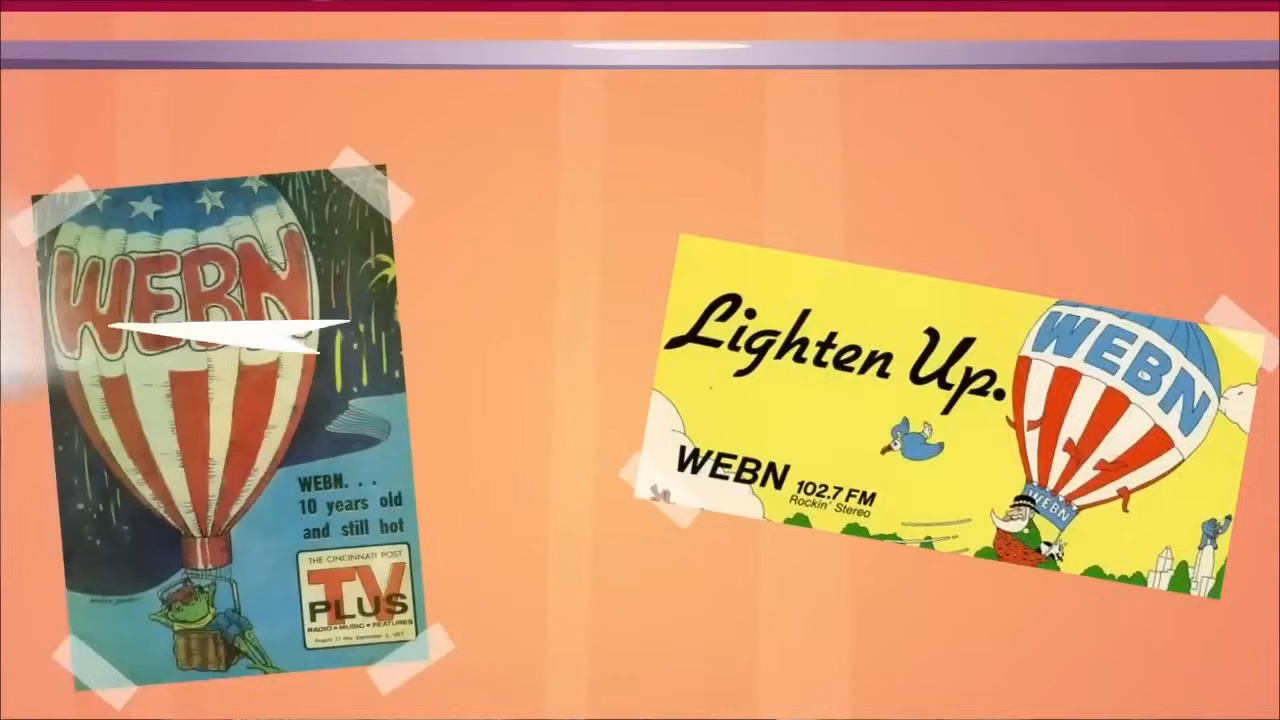 WEBN
WEBN. . .
10 years old
and still hot
THE CINCINNATI POST
TV
PLUS
RADIO • MUSIC • FEATURES
Lighten Up.
WEBN
WEBN 102.7 FM
Rockin' Stereo
WEBN